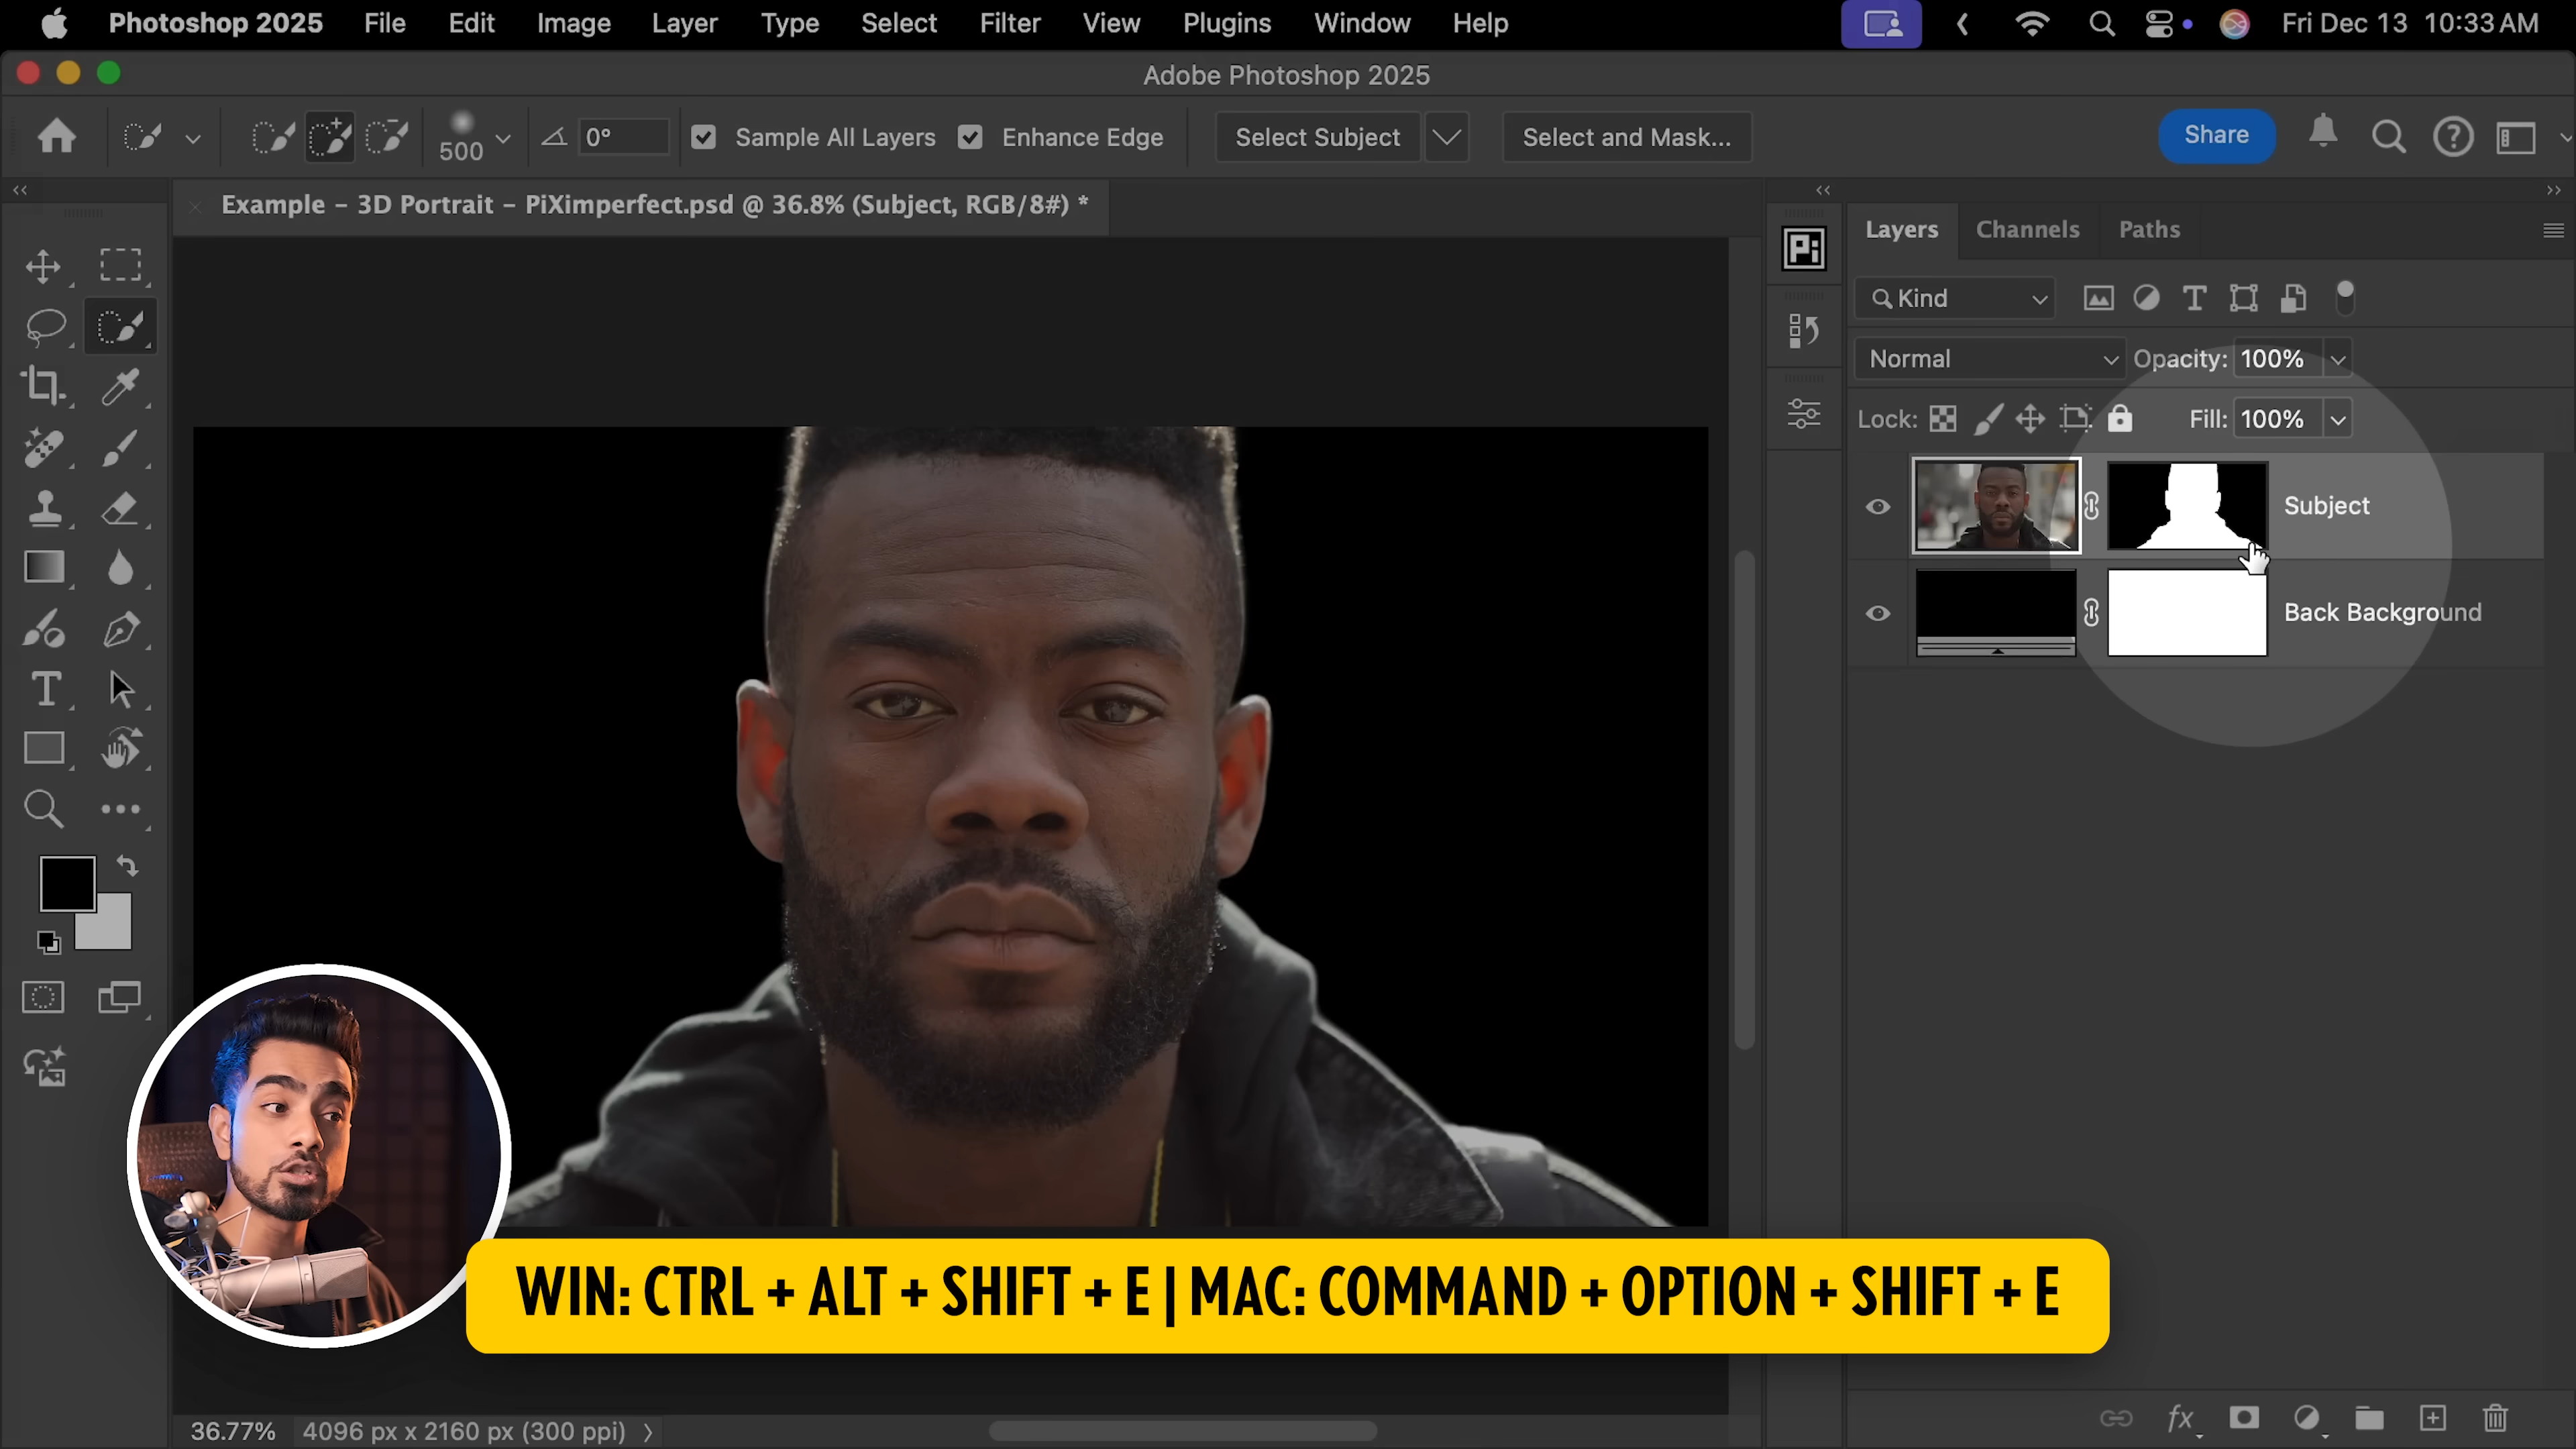 Photoshop 2025 File Edit Image Layer Type Select Filter View Plugins Window Help Fri Dec 13 10:33 AM
Adobe Photoshop 2025
500 0° Sample All Layers Enhance Edge Select Subject Select and Mask... Share
Example - 3D Portrait - PiXimperfect.psd @ 36.8% (Subject, RGB/8#) *
Pi
Layers Channels Paths
Kind
Normal Opacity: 100%
Lock: Fill: 100%
Subject
Back Background
WIN: CTRL + ALT + SHIFT + E | MAC: COMMAND + OPTION + SHIFT + E
36.77% 4096 px x 2160 px (300 ppi)
fx